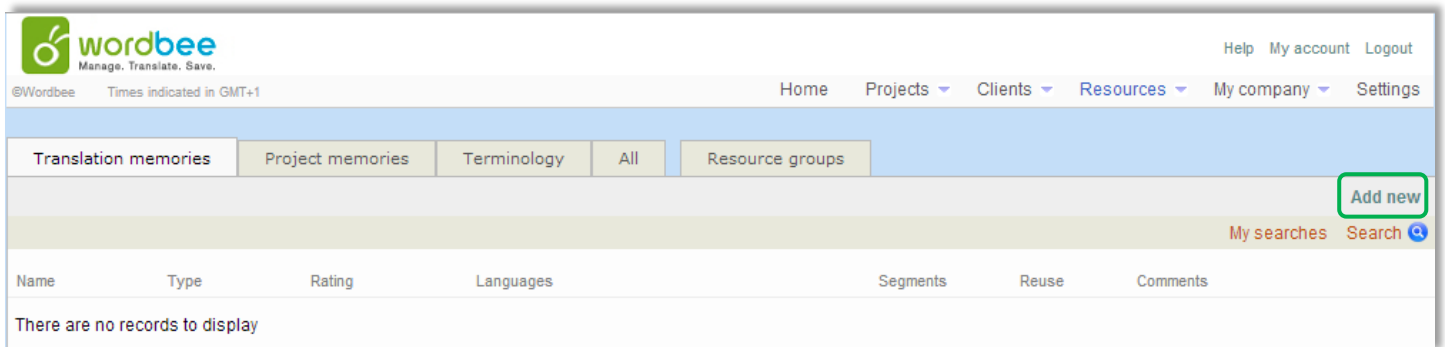 wordbee
Manage. Translate. Save.
Help My account Logout
©Wordbee Times indicated in GMT+1
Home Projects Clients Resources My company Settings
Translation memories Project memories Terminology All Resource groups
Add new
My searches Search
Name Type Rating Languages Segments Reuse Comments
There are no records to display